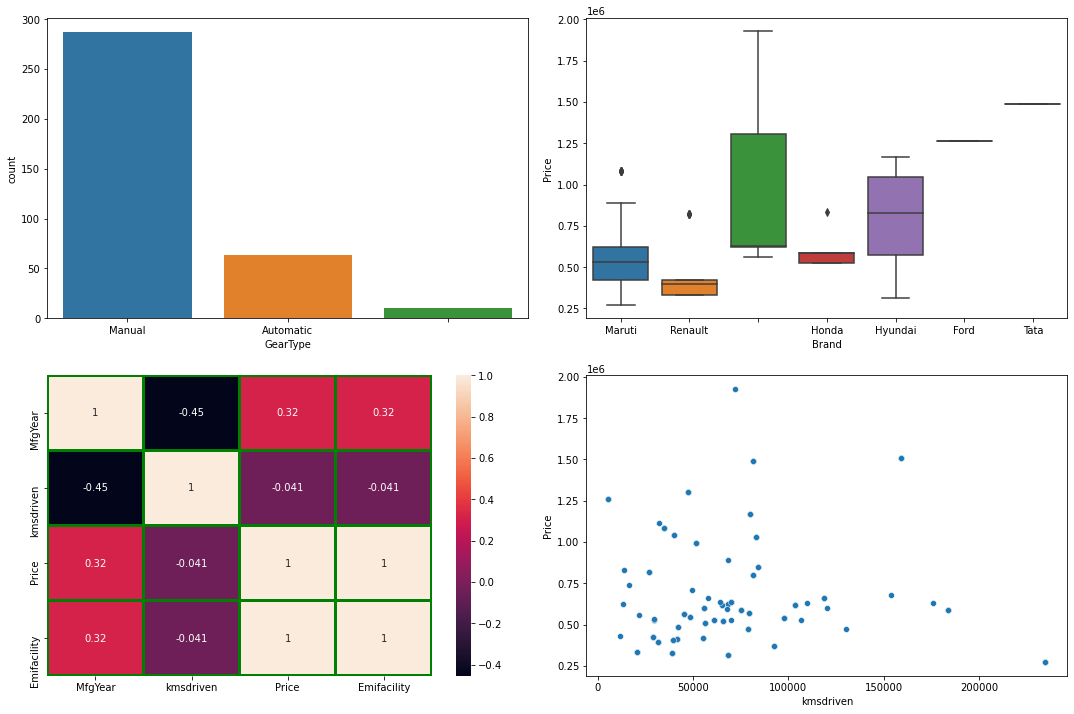 300
250
200
150
100
50
0
count
Manual Automatic
GearType
1e6
2.00
1.75
1.50
1.25
1.00
0.75
0.50
0.25
Price
Maruti Renault Honda Hyundai Ford Tata
Brand
MfgYear
kmsdriven
Price
Emifacility
1 -0.45 0.32 0.32
-0.45 1 -0.041 -0.041
0.32 -0.041 1 1
0.32 -0.041 1 1
MfgYear kmsdriven Price Emifacility
1.0
0.8
0.6
0.4
0.2
0.0
−0.2
−0.4
1e6
2.00
1.75
1.50
1.25
1.00
0.75
0.50
0.25
Price
0 50000 100000 150000 200000
kmsdriven